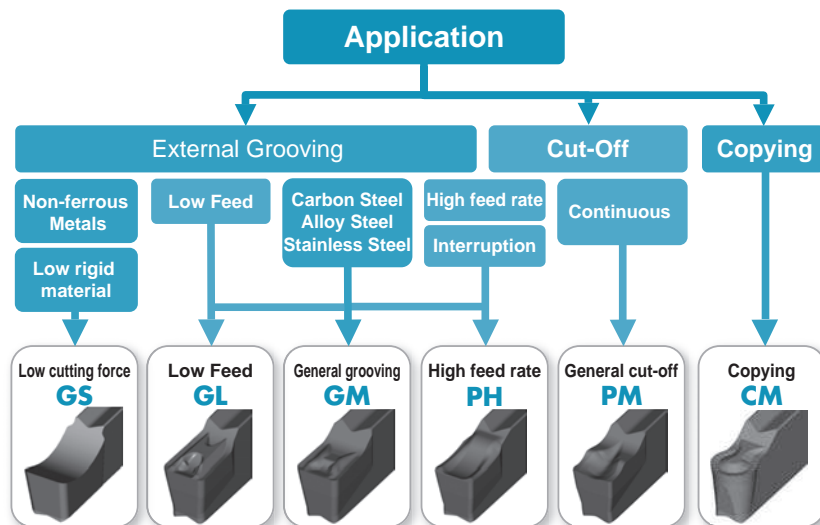 Application
External Grooving
Cut-Off
Copying
Non-ferrous
Metals
Low Feed
Carbon Steel
Alloy Steel
Stainless Steel
High feed rate
Continuous
Low rigid
material
Interruption
Low cutting force
GS
Low Feed
GL
General grooving
GM
High feed rate
PH
General cut-off
PM
Copying
CM